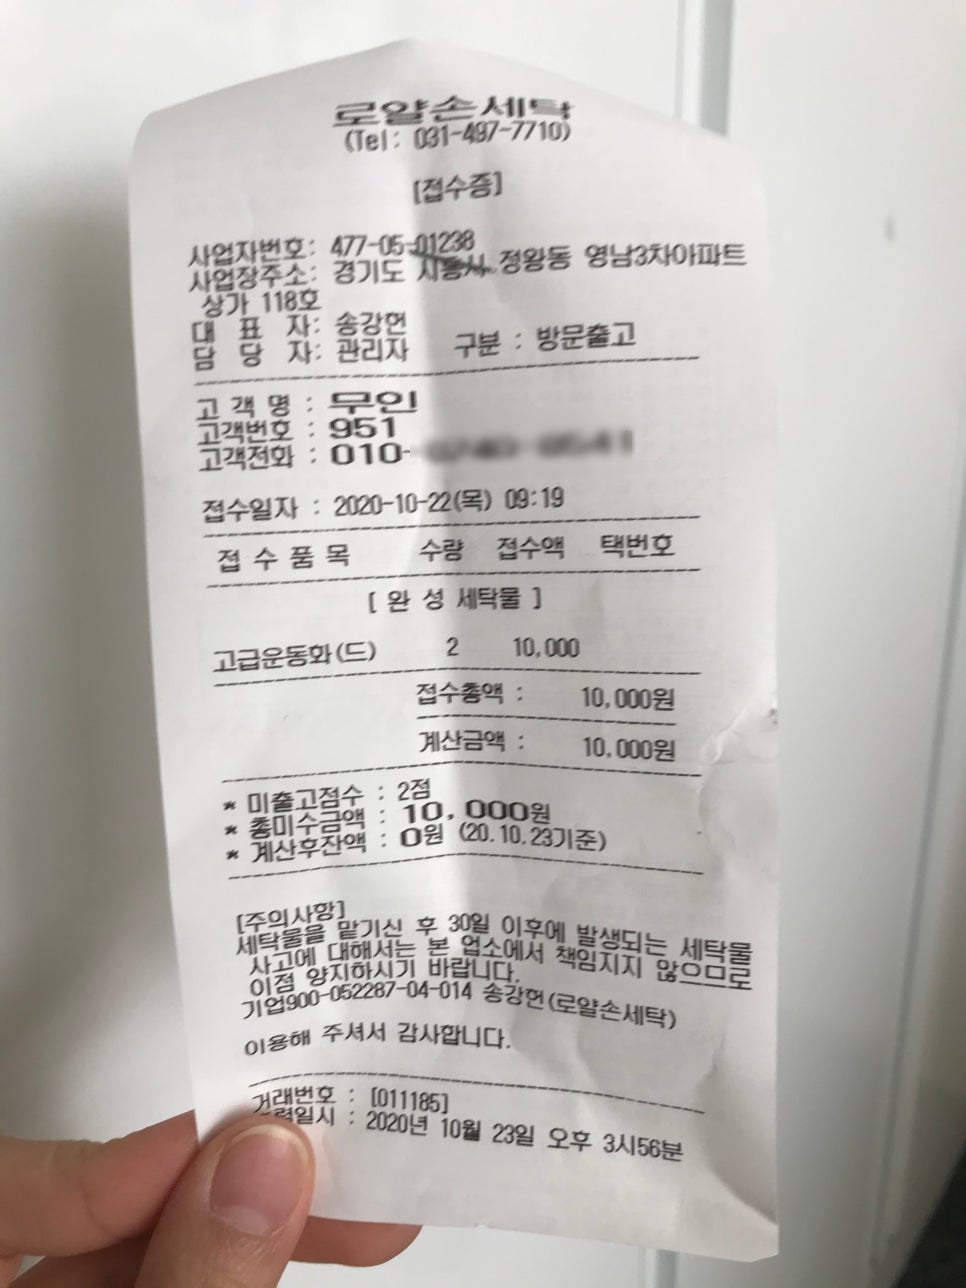 로얄손세탁
(Tel: 031-497-7710)
[접수증]
사업자번호: 477-05-01238
사업장주소: 경기도 시흥시 정왕동 영남3차아파트
상가 118호
대 표 자: 송강헌
담 당 자: 관리자 구분 : 방문출고
고 객 명 : 무인
고객번호 : 951
고객전화 : 010-
접수일자 : 2020-10-22(목) 09:19
접 수 품 목 수량 접수액 택번호
[ 완 성 세탁물 ]
고급운동화(드) 2 10,000
접수총액 : 10,000원
계산금액 : 10,000원
* 미출고점수 : 2점
* 총미수금액 : 10,000원
* 계산후잔액 : 0원 (20.10.23기준)
[주의사항]
세탁물을 맡기신 후 30일 이후에 발생되는 세탁물
사고에 대해서는 본 업소에서 책임지지 않으므로
이점 양지하시기 바랍니다.
기업900-052287-04-014 송강헌(로얄손세탁)
이용해 주셔서 감사합니다.
거래번호 : [011185]
력일시 : 2020년 10월 23일 오후 3시56분